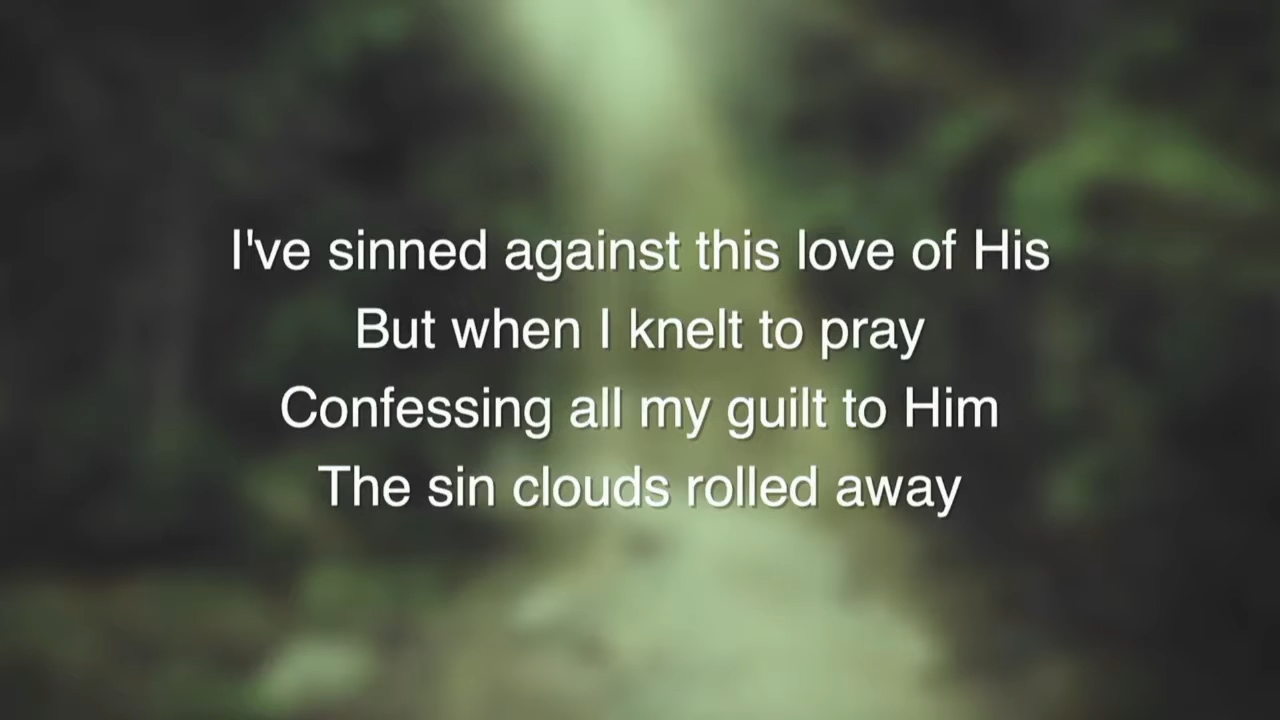 I've sinned against this love of His
But when I knelt to pray
Confessing all my guilt to Him
The sin clouds rolled away